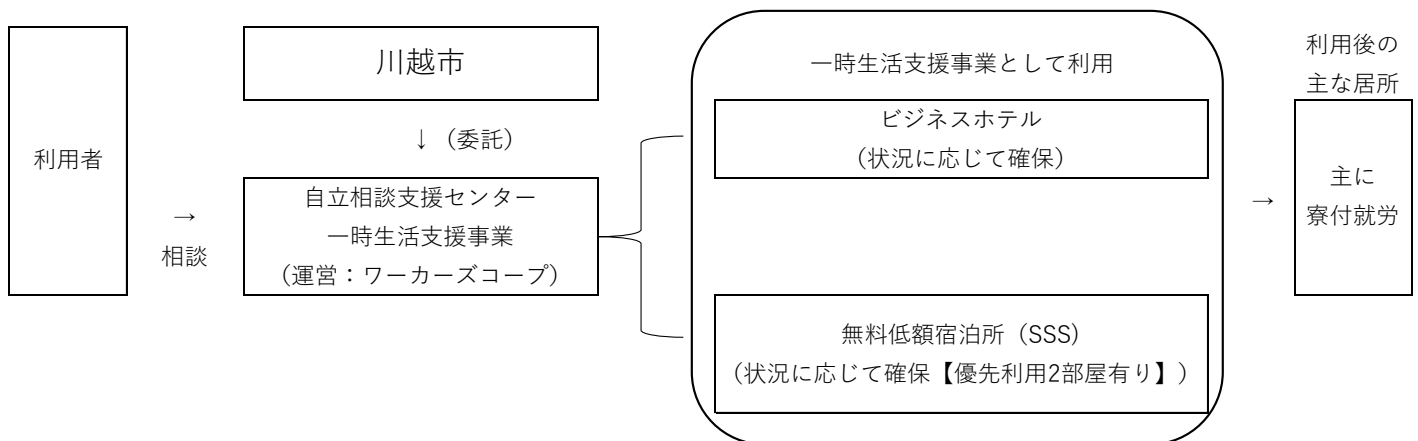 利用者
→
相談
川越市
↓（委託）
自立相談支援センター
一時生活支援事業
（運営：ワーカーズコープ）
一時生活支援事業として利用
ビジネスホテル
（状況に応じて確保）
無料低額宿泊所（SSS）
（状況に応じて確保【優先利用2部屋有り】）
→
利用後の
主な居所
主に
寮付就労